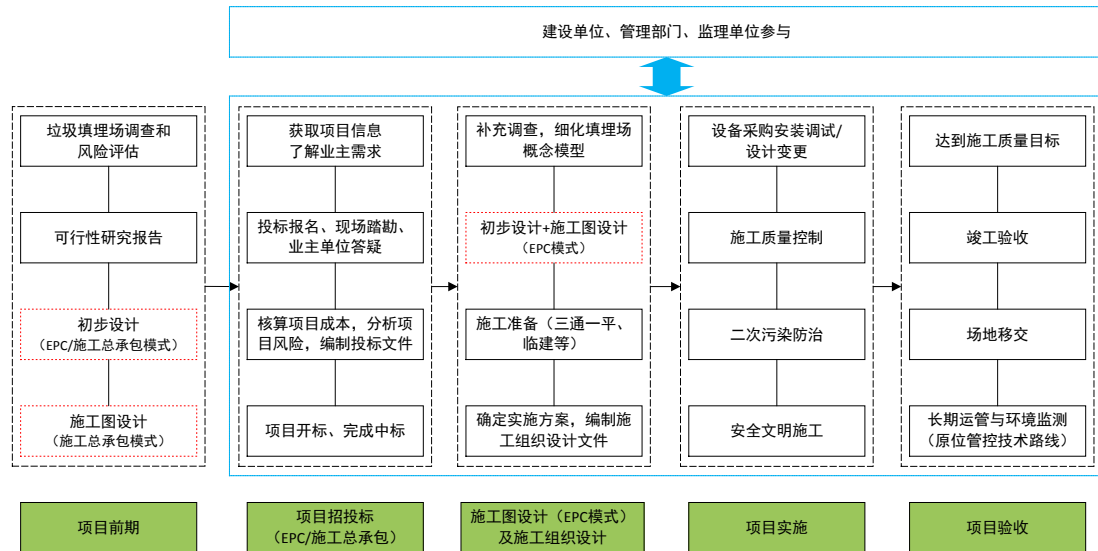 建设单位、管理部门、监理单位参与
垃圾填埋场调查和
风险评估
可行性研究报告
初步设计
（EPC/施工总承包模式）
施工图设计
（施工总承包模式）
获取项目信息
了解业主需求
投标报名、现场踏勘、
业主单位答疑
核算项目成本，分析项
目风险，编制投标文件
项目开标、完成中标
补充调查，细化填埋场
概念模型
初步设计+施工图设计
（EPC模式）
施工准备（三通一平、
临建等）
确定实施方案，编制施
工组织设计文件
设备采购安装调试/
设计变更
施工质量控制
二次污染防治
安全文明施工
达到施工质量目标
竣工验收
场地移交
长期运管与环境监测
（原位管控技术路线）
项目前期
项目招投标
（EPC/施工总承包）
施工图设计（EPC模式）
及施工组织设计
项目实施
项目验收